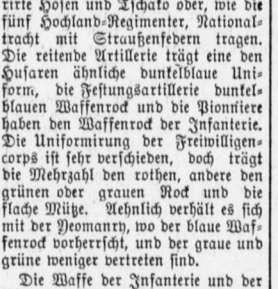 rirte Hosen und Tschako oder, wie die
fünf Hochland-Regimenter, National-
tracht mit Straußenfedern tragen.
Die reitende Artillerie trägt eine den
Husaren ähnliche dunkelblaue Uni-
form, die Festungsartillerie dunkel-
blauen Waffenrock und die Pionniere
haben den Waffenrock der Infanterie.
Die Uniformirung der Freiwilligen-
corps ist sehr verschieden, doch trägt
die Mehrzahl den rothen, andere den
grünen oder grauen Rock und die
flache Mütze. Aehnlich verhält es sich
mit der Yeomanry, wo der blaue Waf-
fenrock vorherrscht, und der graue und
grüne weniger vertreten sind.
Die Waffe der Infanterie und der